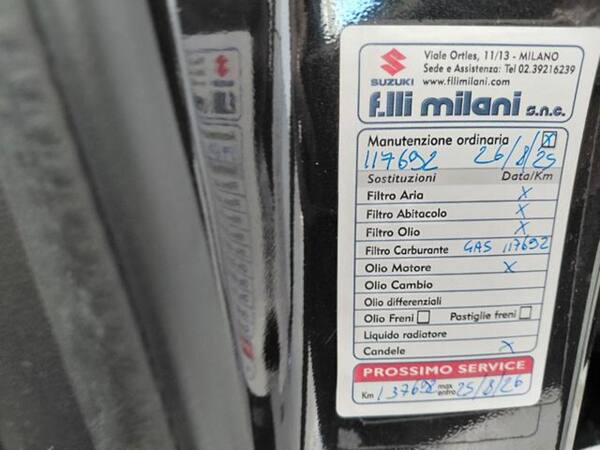 SUZUKI
Viale Ortles, 11/13 - MILANO
Sede e Assistenza: Tel 02.39216239
www.fllimilani.com
f.lli milani s.n.c.
Manutenzione ordinaria X
117692 26/8/25
Sostituzioni Data/Km
Filtro Aria X
Filtro Abitacolo X
Filtro Olio X
Filtro Carburante GAS 117692
Olio Motore X
Olio Cambio
Olio differenziali
Olio Freni Pastiglie freni
Liquido radiatore
Candele X
PROSSIMO SERVICE
Km 137692 max entro 25/8/26